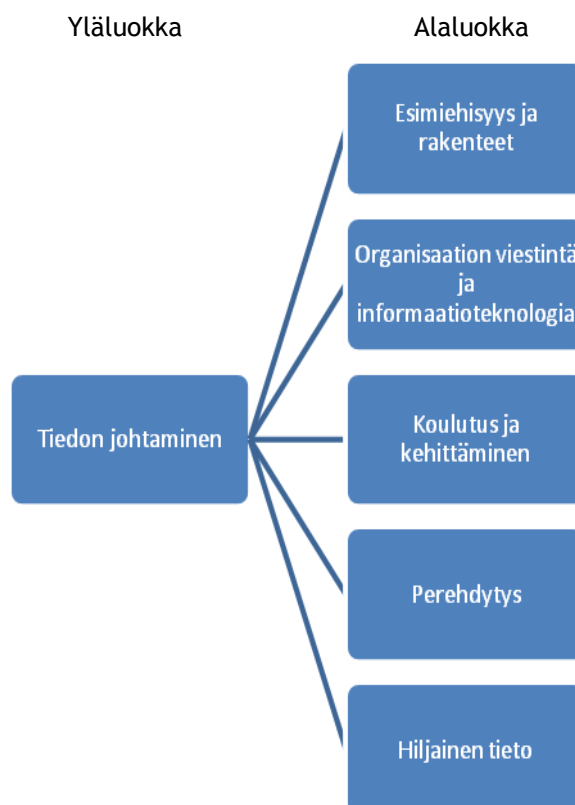 Yläluokka
Alaluokka
Esimiehisyys ja
rakenteet
Organisaation viestintä
ja
informaatioteknologia
Tiedon johtaminen
Koulutus ja
kehittäminen
Perehdytys
Hiljainen tieto